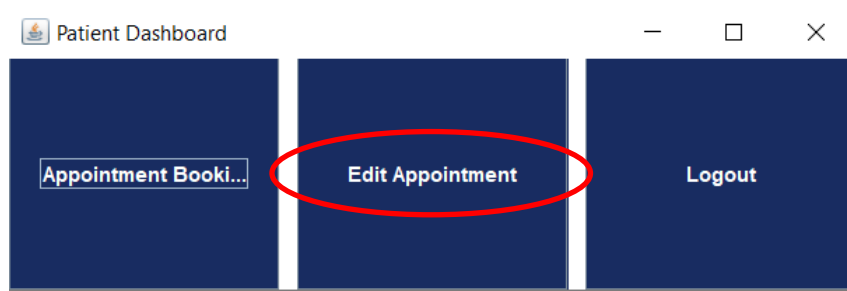 Patient Dashboard
Appointment Booki...
Edit Appointment
Logout